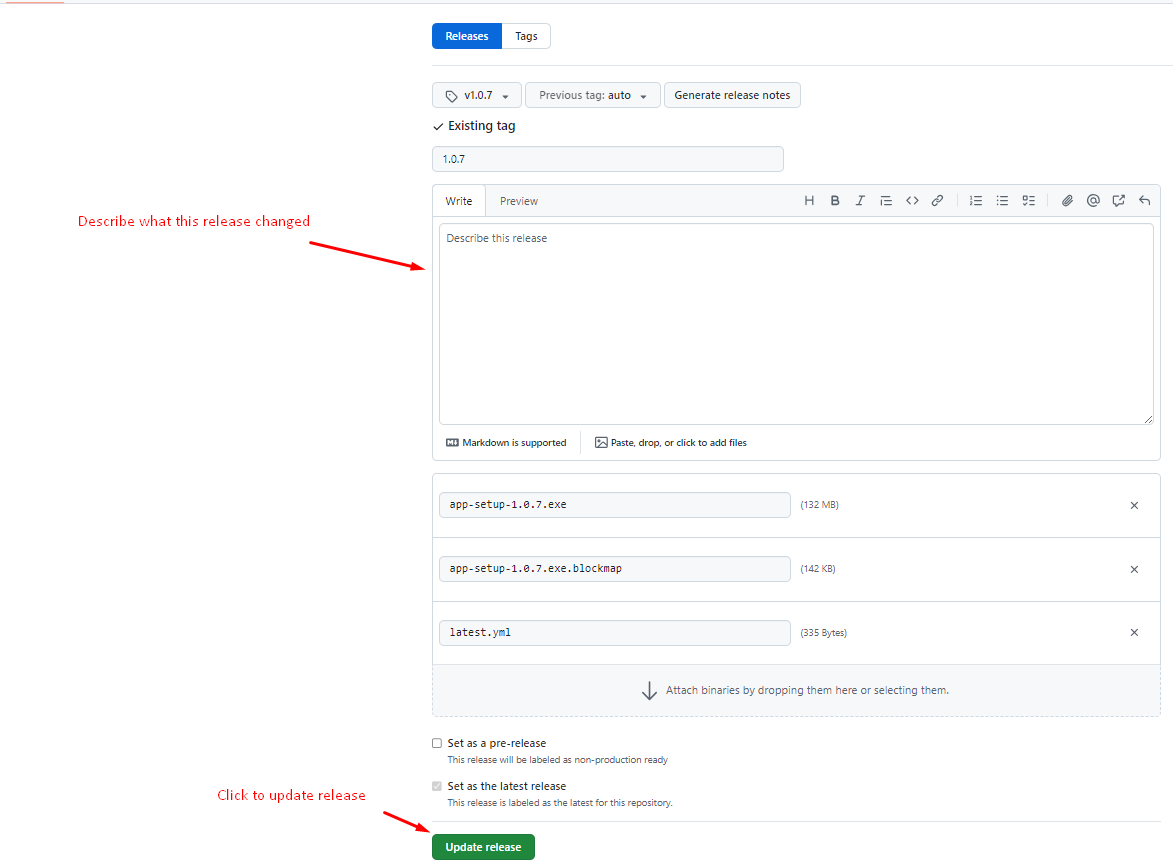 Releases Tags
v1.0.7 Previous tag: auto Generate release notes
Existing tag
1.0.7
Write Preview
Describe what this release changed
Describe this release
Markdown is supported Paste, drop, or click to add files
app-setup-1.0.7.exe (132 MB)
app-setup-1.0.7.exe.blockmap (142 KB)
latest.yml (335 Bytes)
Attach binaries by dropping them here or selecting them.
Set as a pre-release
This release will be labeled as non-production ready
Set as the latest release
This release is labeled as the latest for this repository.
Click to update release
Update release